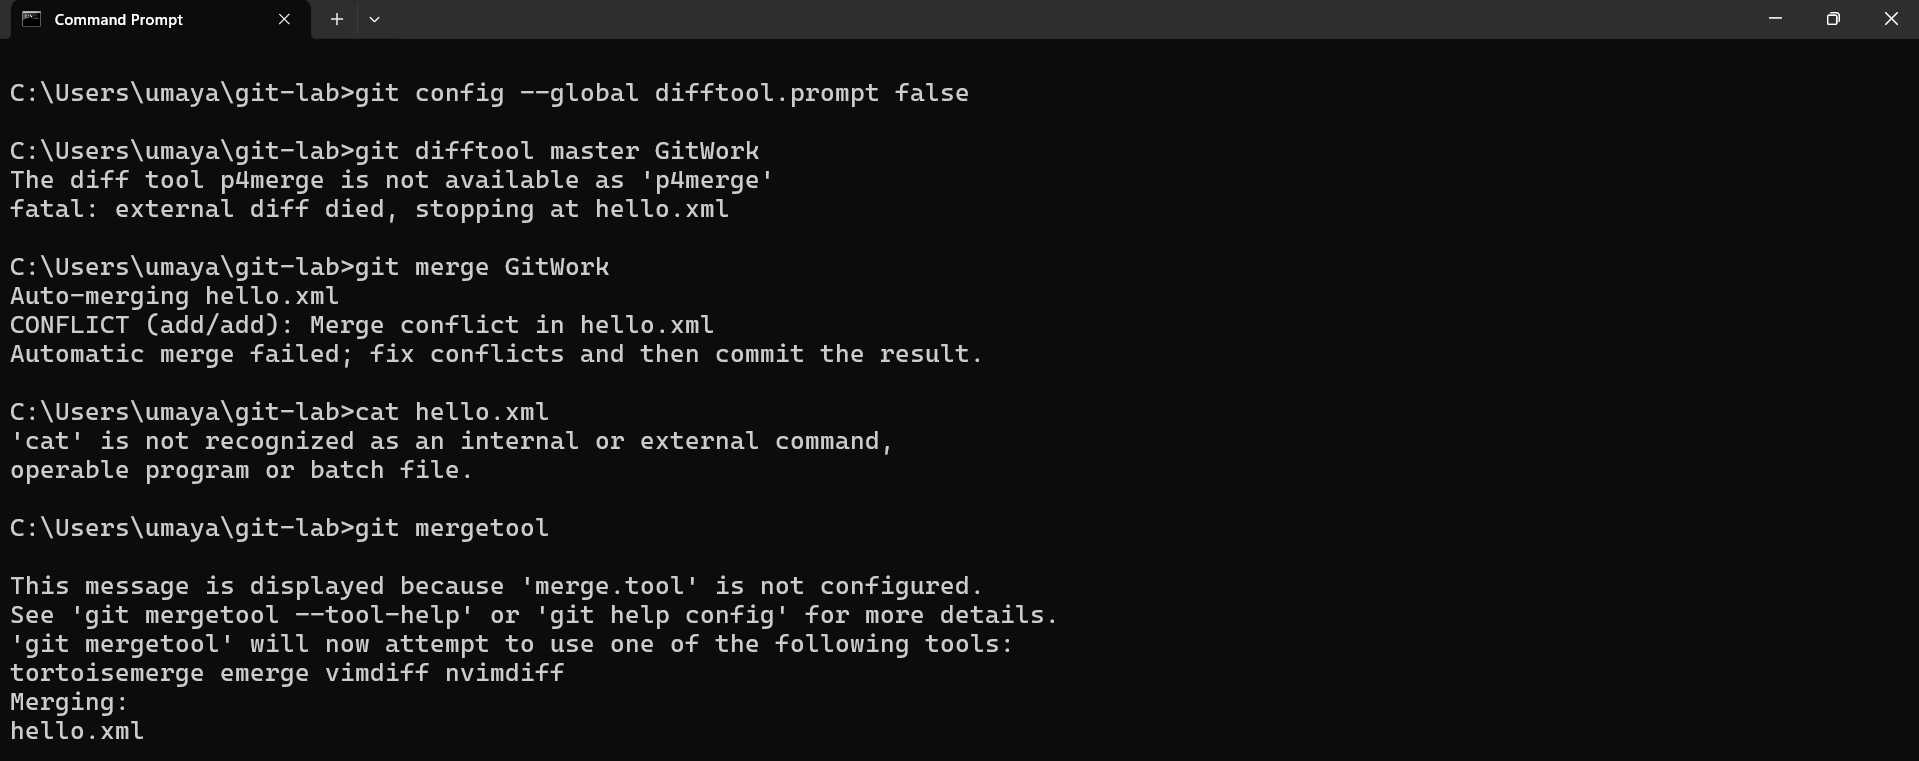 Command Prompt
C:\Users\umaya\git-lab>git config --global difftool.prompt false
C:\Users\umaya\git-lab>git difftool master GitWork
The diff tool p4merge is not available as 'p4merge'
fatal: external diff died, stopping at hello.xml
C:\Users\umaya\git-lab>git merge GitWork
Auto-merging hello.xml
CONFLICT (add/add): Merge conflict in hello.xml
Automatic merge failed; fix conflicts and then commit the result.
C:\Users\umaya\git-lab>cat hello.xml
'cat' is not recognized as an internal or external command,
operable program or batch file.
C:\Users\umaya\git-lab>git mergetool
This message is displayed because 'merge.tool' is not configured.
See 'git mergetool --tool-help' or 'git help config' for more details.
'git mergetool' will now attempt to use one of the following tools:
tortoisemerge emerge vimdiff nvimdiff
Merging:
hello.xml